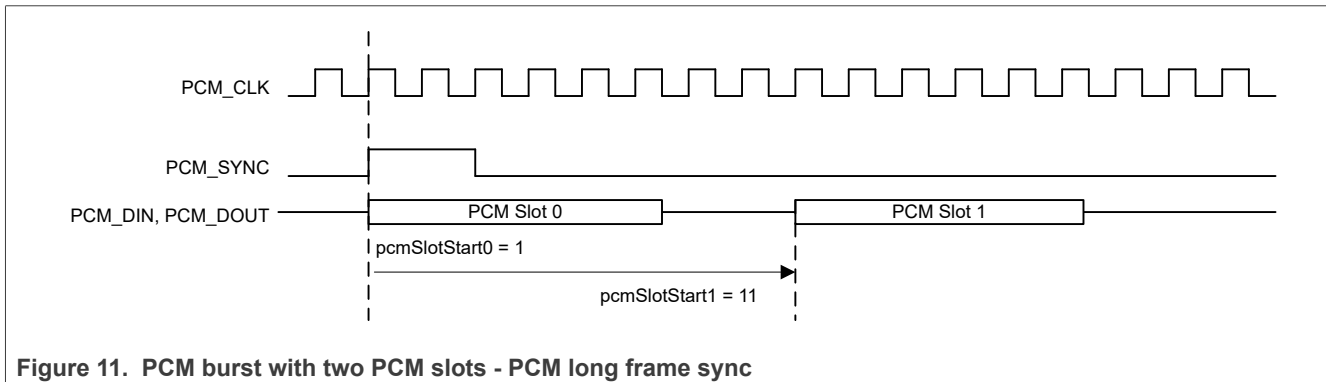 PCM_CLK
PCM_SYNC
PCM_DIN, PCM_DOUT
PCM Slot 0
PCM Slot 1
pcmSlotStart0 = 1
pcmSlotStart1 = 11
Figure 11. PCM burst with two PCM slots - PCM long frame sync